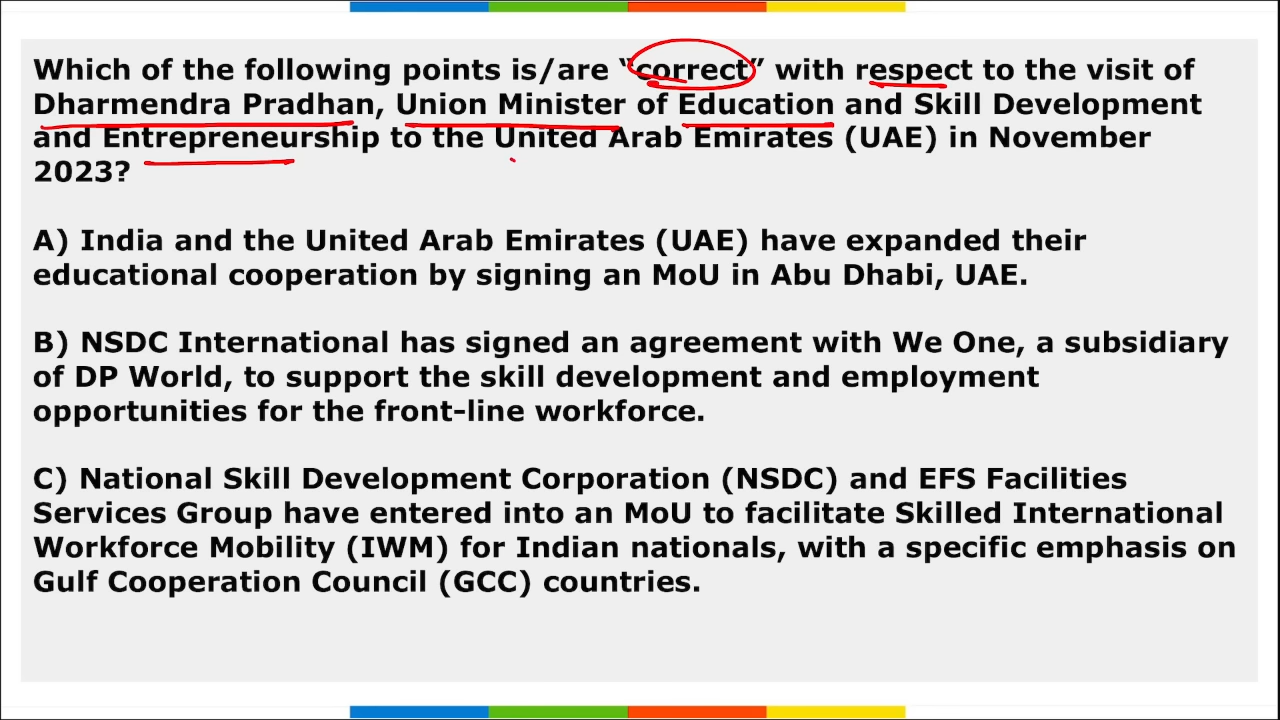 Which of the following points is/are “correct” with respect to the visit of
Dharmendra Pradhan, Union Minister of Education and Skill Development
and Entrepreneurship to the United Arab Emirates (UAE) in November
2023?
A) India and the United Arab Emirates (UAE) have expanded their
educational cooperation by signing an MoU in Abu Dhabi, UAE.
B) NSDC International has signed an agreement with We One, a subsidiary
of DP World, to support the skill development and employment
opportunities for the front-line workforce.
C) National Skill Development Corporation (NSDC) and EFS Facilities
Services Group have entered into an MoU to facilitate Skilled International
Workforce Mobility (IWM) for Indian nationals, with a specific emphasis on
Gulf Cooperation Council (GCC) countries.